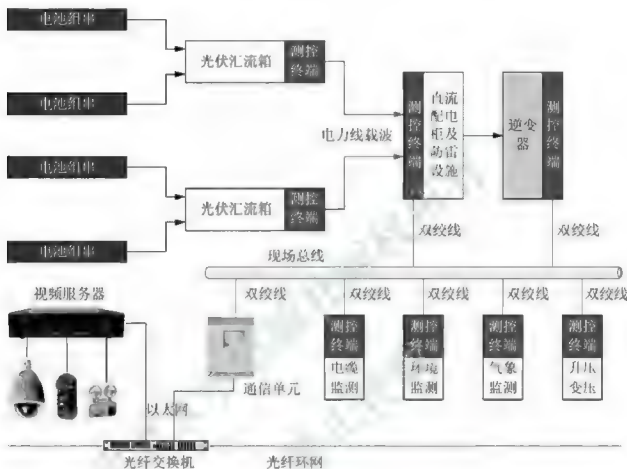 电池组串
光伏汇流箱
测控
终端
电池组串
电力线载波
测控终端
直流
配电
柜及
防雷
设施
逆变
器
测控终端
电池组串
光伏汇流箱
测控
终端
电池组串
双绞线
双绞线
现场总线
视频服务器
双绞线
双绞线
双绞线
双绞线
双绞线
测控
终端
电缆
监测
测控
终端
环境
监测
测控
终端
气象
监测
测控
终端
升压
变压
通信单元
以太网
光纤交换机
光纤环网